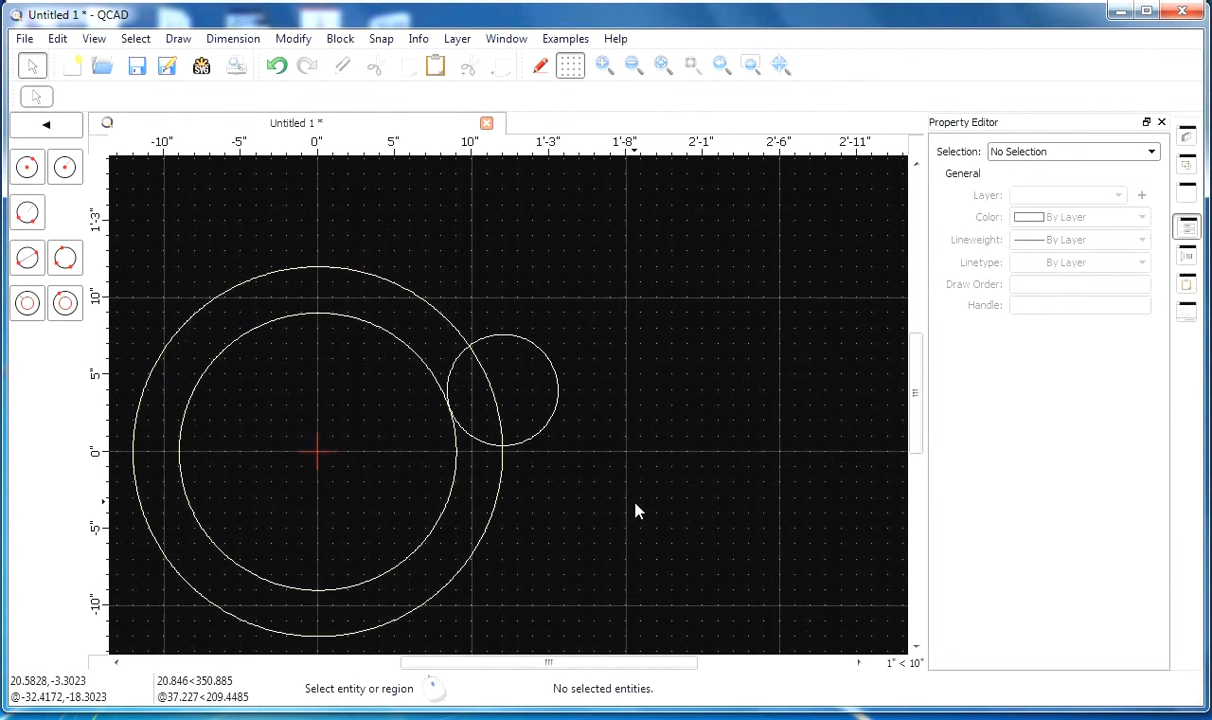 Untitled 1 * - QCAD
File Edit View Select Draw Dimension Modify Block Snap Info Layer Window Examples Help
SVG
Untitled 1 *
Property Editor
-10" -5" 0" 5" 10" 1'-3" 1'-8" 2'-1" 2'-6" 2'-11"
Selection: No Selection
General
Layer:
Color: By Layer
Lineweight: By Layer
Linetype: By Layer
Draw Order:
Handle:
1'-3"
10"
5"
0"
-5"
-10"
1" < 10"
20.5828,-3.3023
@-32.4172,-18.3023
20.846<350.885
@37.227<209.4485
Select entity or region
No selected entities.